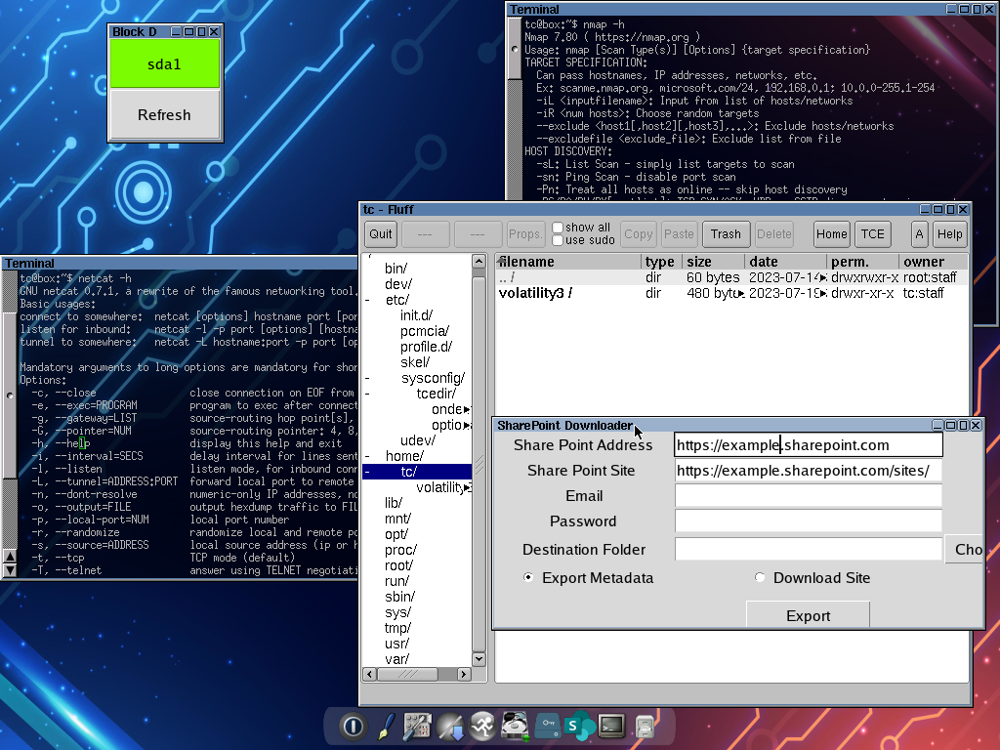 Block D
sda1
Refresh
Terminal
tc@box:~$ nmap -h
Nmap 7.80 ( https://nmap.org )
Usage: nmap [Scan Type(s)] [Options] {target specification}
TARGET SPECIFICATION:
Can pass hostnames, IP addresses, networks, etc.
Ex: scanme.nmap.org, microsoft.com/24, 192.168.0.1; 10.0.0-255.1-254
-iL <inputfilename>: Input from list of hosts/networks
-iR <num hosts>: Choose random targets
--exclude <host1[,host2][,host3],...>: Exclude hosts/networks
--excludefile <exclude_file>: Exclude list from file
HOST DISCOVERY:
-sL: List Scan - simply list targets to scan
-sn: Ping Scan - disable port scan
-Pn: Treat all hosts as online -- skip host discovery
Terminal
tc@box:~$ netcat -h
GNU netcat 0.7.1, a rewrite of the famous networking tool.
Basic usages:
connect to somewhere: netcat [options] hostname port [por
listen for inbound: netcat -l -p port [options] [hostna
tunnel to somewhere: netcat -L hostname:port -p port [op
Mandatory arguments to long options are mandatory for shor
Options:
-c, --close close connection on EOF from
-e, --exec=PROGRAM program to exec after connect
-g, --gateway=LIST source-routing hop point[s],
-G, --pointer=NUM source-routing pointer: 4, 8,
-h, --help display this help and exit
-i, --interval=SECS delay interval for lines sent
-l, --listen listen mode, for inbound conn
-L, --tunnel=ADDRESS:PORT forward local port to remote
-n, --dont-resolve numeric-only IP addresses, no
-o, --output=FILE output hexdump traffic to FIL
-p, --local-port=NUM local port number
-r, --randomize randomize local and remote po
-s, --source=ADDRESS local source address (ip or h
-t, --tcp TCP mode (default)
-T, --telnet answer using TELNET negotiati
tc - Fluff
Quit --- --- Props. show all use sudo Copy Paste Trash Delete Home TCE A Help
bin/
dev/
etc/
init.d/
pcmcia/
profile.d/
skel/
sysconfig/
tcedir/
onde
optio
udev/
home/
tc/
volatility3
lib/
mnt/
opt/
proc/
root/
run/
sbin/
sys/
tmp/
usr/
var/
filename type size date perm. owner
.. / dir 60 bytes 2023-07-14 drwxrwxr-x root:staff
volatility3 / dir 480 byte 2023-07-19 drwxr-xr-x tc:staff
SharePoint Downloader
Share Point Address https://example.sharepoint.com
Share Point Site https://example.sharepoint.com/sites/
Email
Password
Destination Folder Cho
Export Metadata Download Site
Export
S